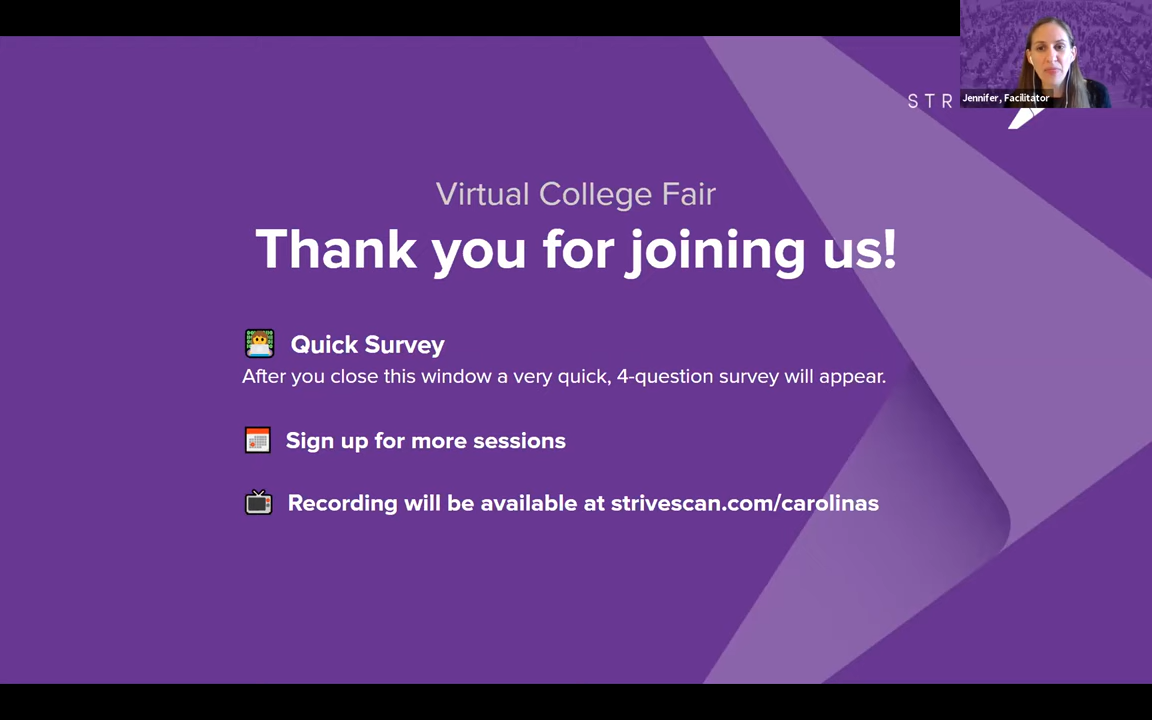 STR
Jennifer, Facilitator
Virtual College Fair
Thank you for joining us!
Quick Survey
After you close this window a very quick, 4-question survey will appear.
Sign up for more sessions
Recording will be available at strivescan.com/carolinas